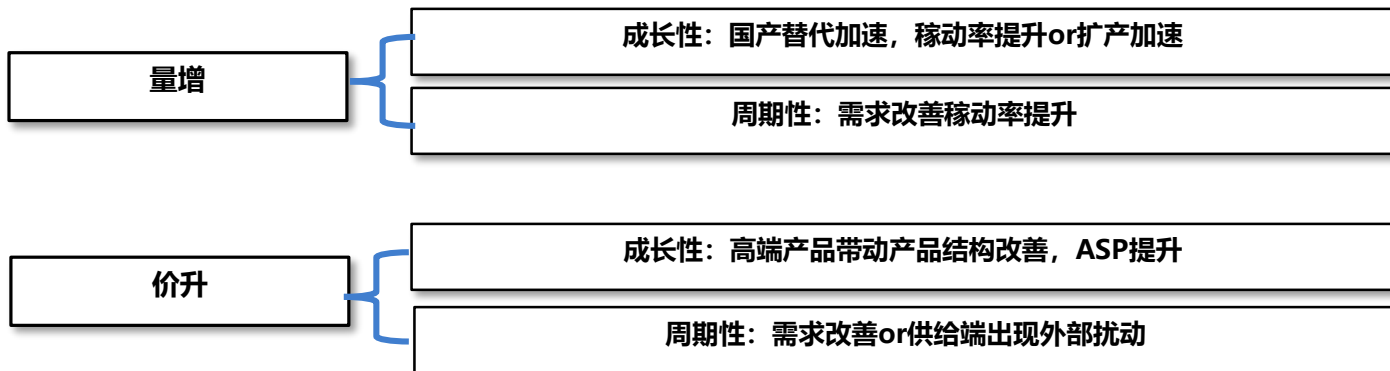 成长性：国产替代加速，稼动率提升or扩产加速
量增
周期性：需求改善稼动率提升
成长性：高端产品带动产品结构改善，ASP提升
价升
周期性：需求改善or供给端出现外部扰动